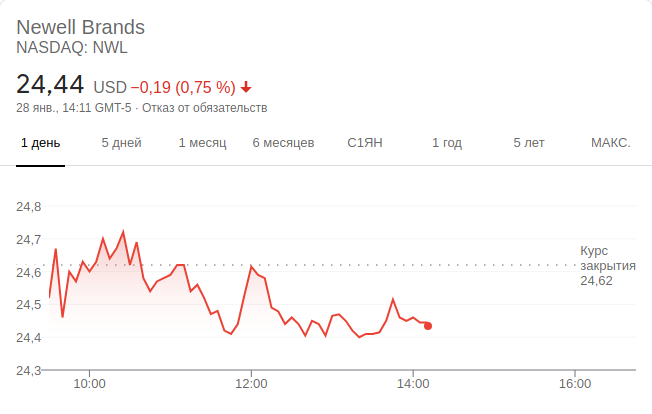 Newell Brands
NASDAQ: NWL
24,44 USD −0,19 (0,75 %)
28 янв., 14:11 GMT-5 · Отказ от обязательств
1 день 5 дней 1 месяц 6 месяцев С1ЯН 1 год 5 лет МАКС.
24,8
24,7
24,6
24,5
24,4
24,3
Курс
закрытия
24,62
10:00 12:00 14:00 16:00